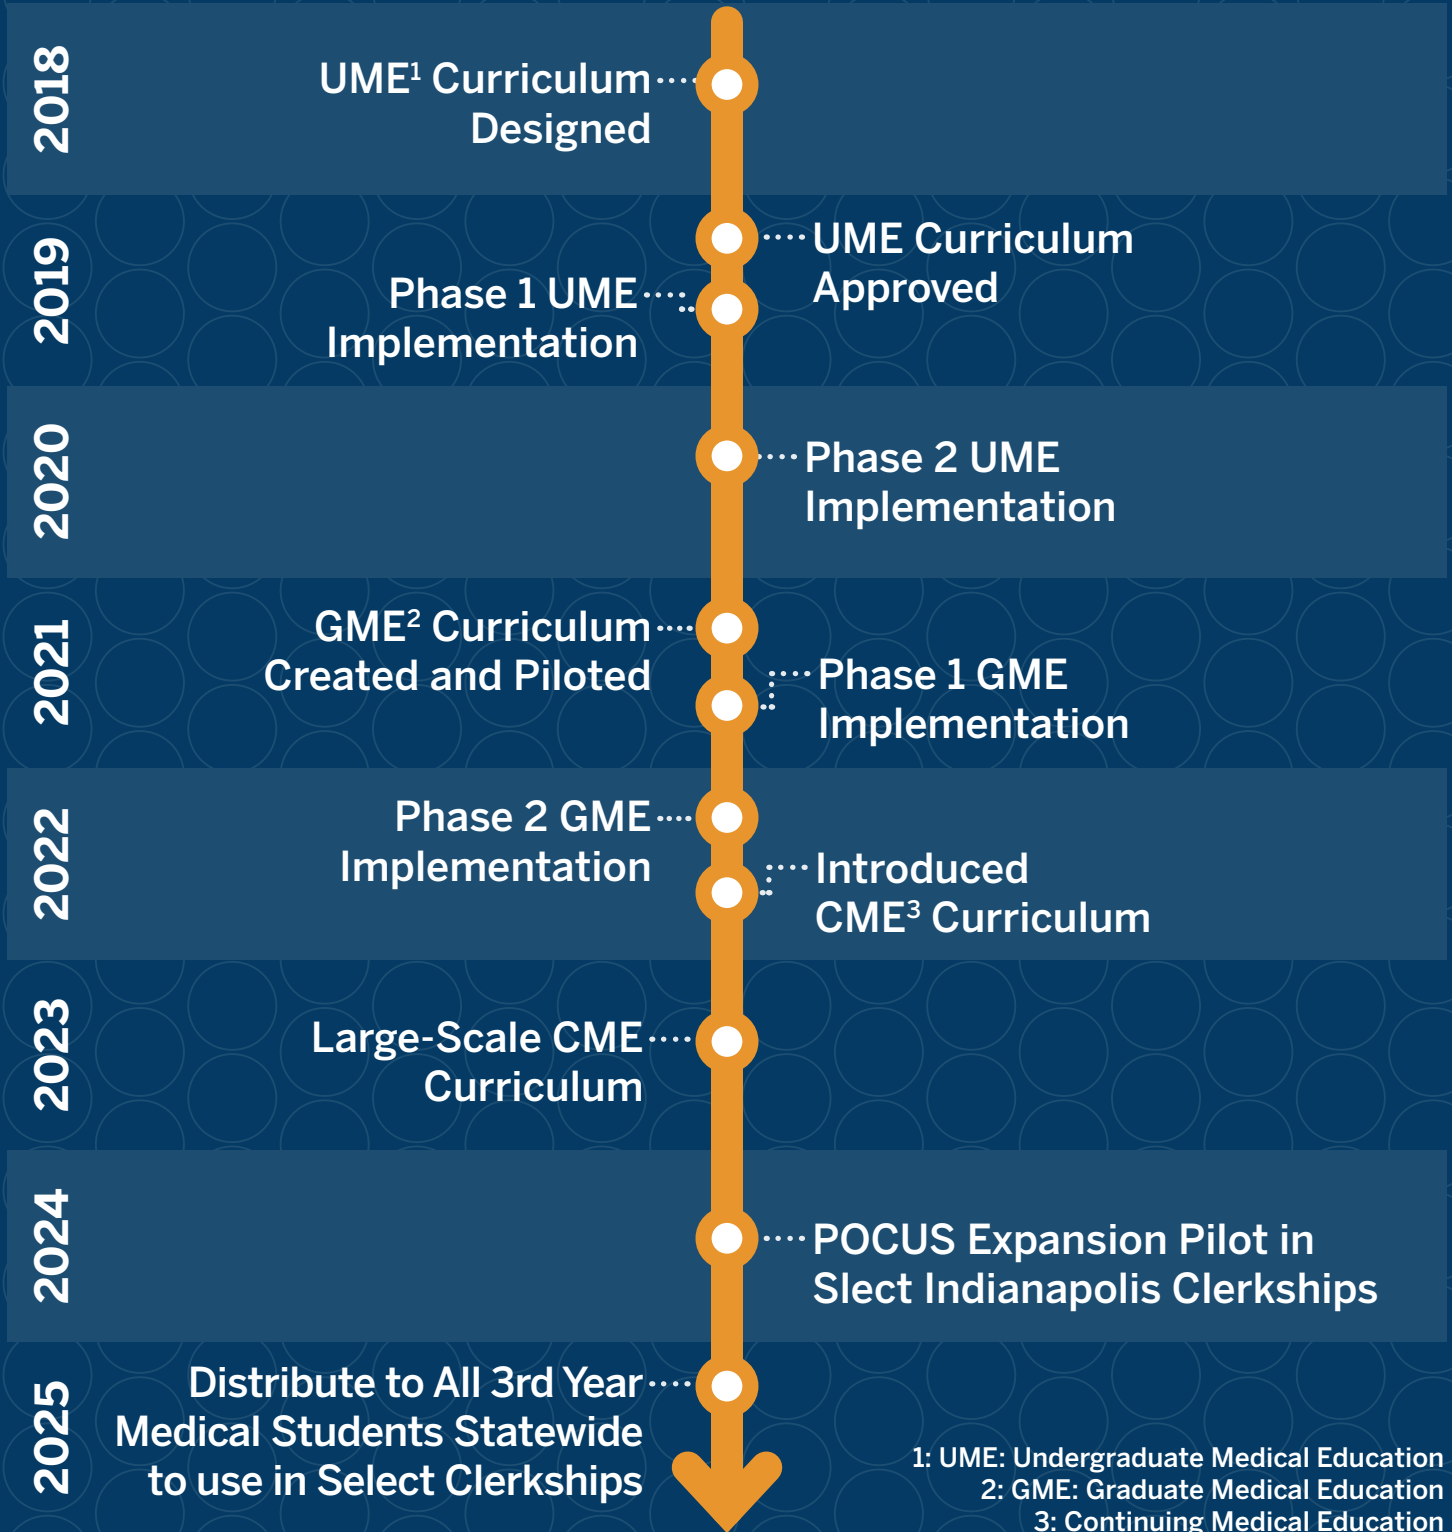 2018
UME¹ Curriculum
Designed
2019
UME Curriculum
Approved
Phase 1 UME
Implementation
2020
Phase 2 UME
Implementation
2021
GME² Curriculum
Created and Piloted
Phase 1 GME
Implementation
2022
Phase 2 GME
Implementation
Introduced
CME³ Curriculum
2023
Large-Scale CME
Curriculum
2024
POCUS Expansion Pilot in
Slect Indianapolis Clerkships
2025
Distribute to All 3rd Year
Medical Students Statewide
to use in Select Clerkships
1: UME: Undergraduate Medical Education
2: GME: Graduate Medical Education
3: Continuing Medical Education